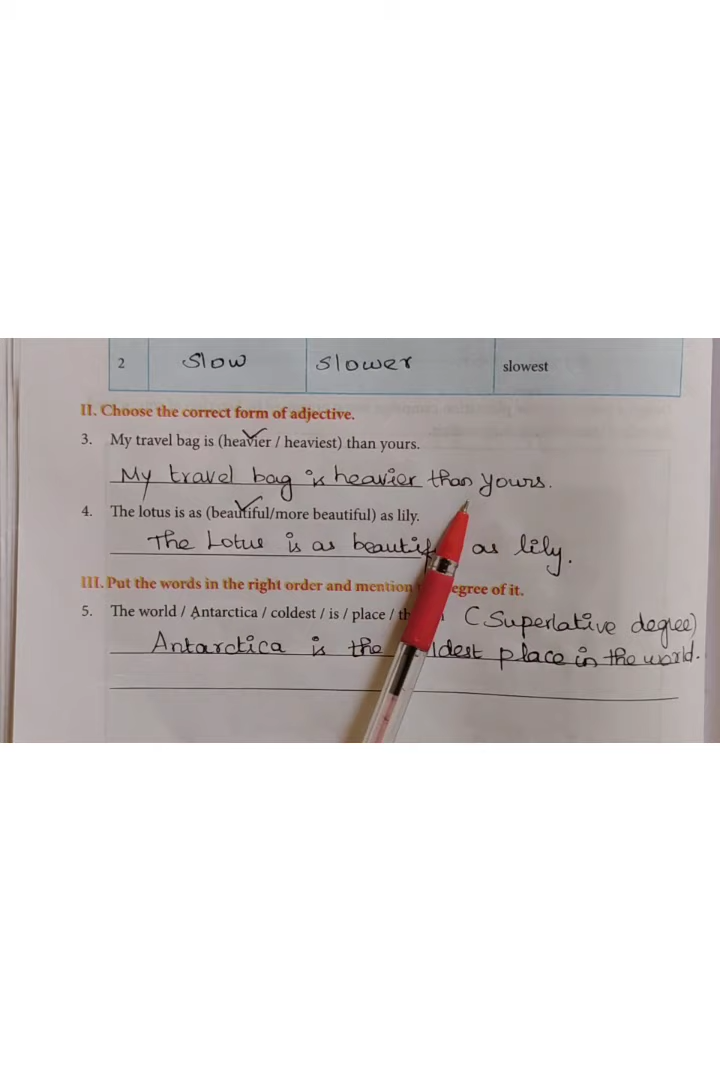 2 slow slower slowest
II. Choose the correct form of adjective.
3. My travel bag is (heavier / heaviest) than yours.
My travel bag is heavier than yours.
4. The lotus is as (beautiful/more beautiful) as lily.
The Lotus is as beautif as lily.
III. Put the words in the right order and mention egree of it.
5. The world / Antarctica / coldest / is / place / th (Superlative degree)
Antarctica is the ldest place in the world.